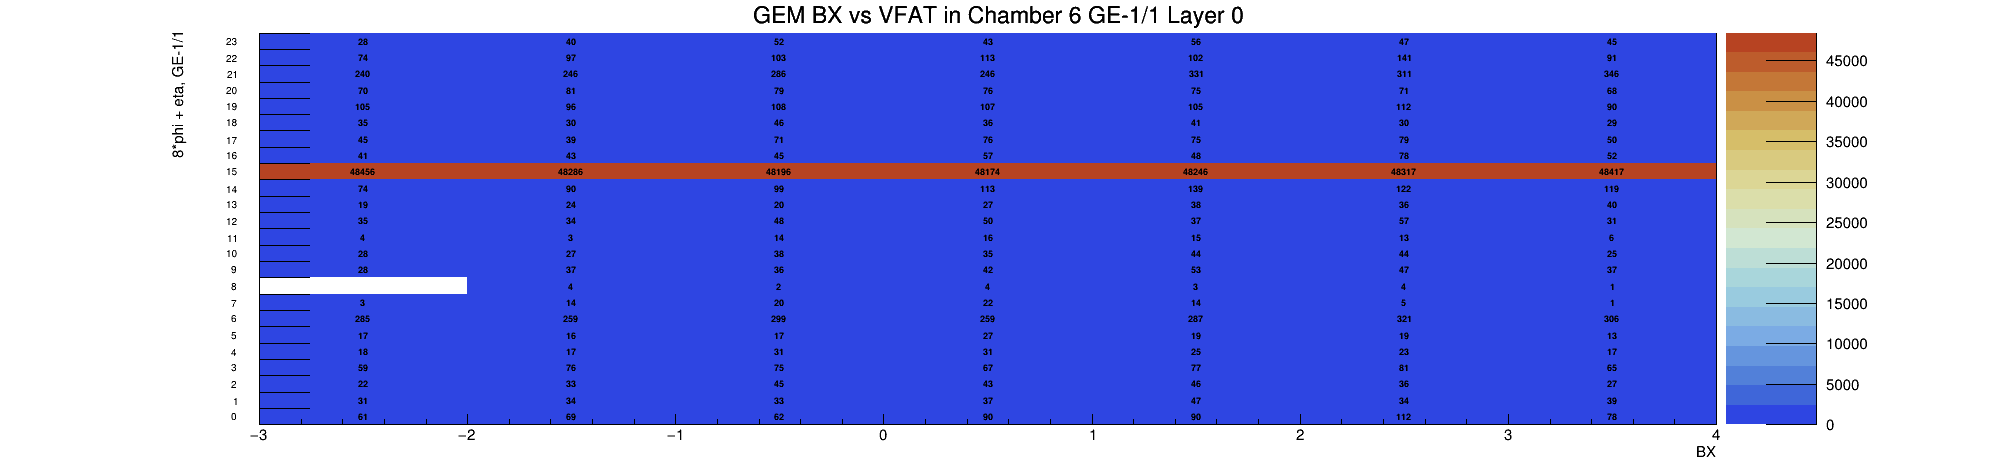 GEM BX vs VFAT in Chamber 6 GE-1/1 Layer 0
8*phi + eta, GE-1/1
23 28 40 52 43 56 47 45
22 74 97 103 113 102 141 91
21 240 246 286 246 331 311 346
20 70 81 79 76 75 71 68
19 105 96 108 107 105 112 90
18 35 30 46 36 41 30 29
17 45 39 71 76 75 79 50
16 41 43 45 57 48 78 52
15 48456 48286 48196 48174 48246 48317 48417
14 74 90 99 113 139 122 119
13 19 24 20 27 38 36 40
12 35 34 48 50 37 57 31
11 4 3 14 16 15 13 6
10 28 27 38 35 44 44 25
9 28 37 36 42 53 47 37
8 4 2 4 3 4 1
7 3 14 20 22 14 5 1
6 285 259 299 259 287 321 306
5 17 16 17 27 19 19 13
4 18 17 31 31 25 23 17
3 59 76 75 67 77 81 65
2 22 33 45 43 46 36 27
1 31 34 33 37 47 34 39
0 61 69 62 90 90 112 78
−3 −2 −1 0 1 2 3 4
BX
45000
40000
35000
30000
25000
20000
15000
10000
5000
0